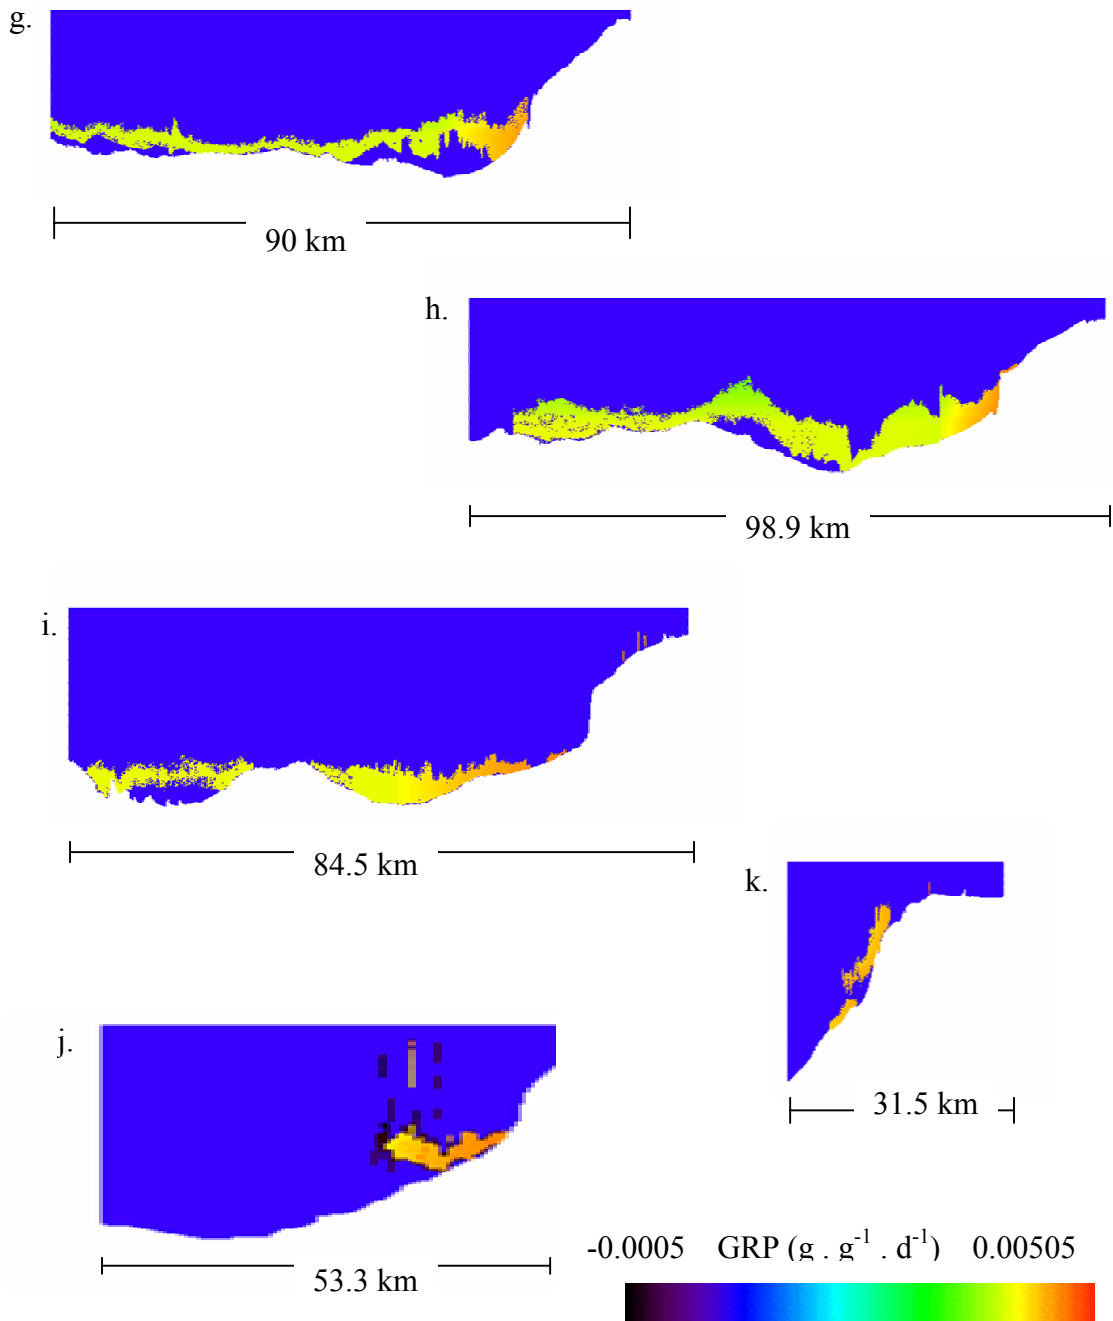 g.
90 km
h.
98.9 km
i.
84.5 km
k.
31.5 km
j.
53.3 km
-0.0005 GRP (g . g⁻¹ . d⁻¹) 0.00505